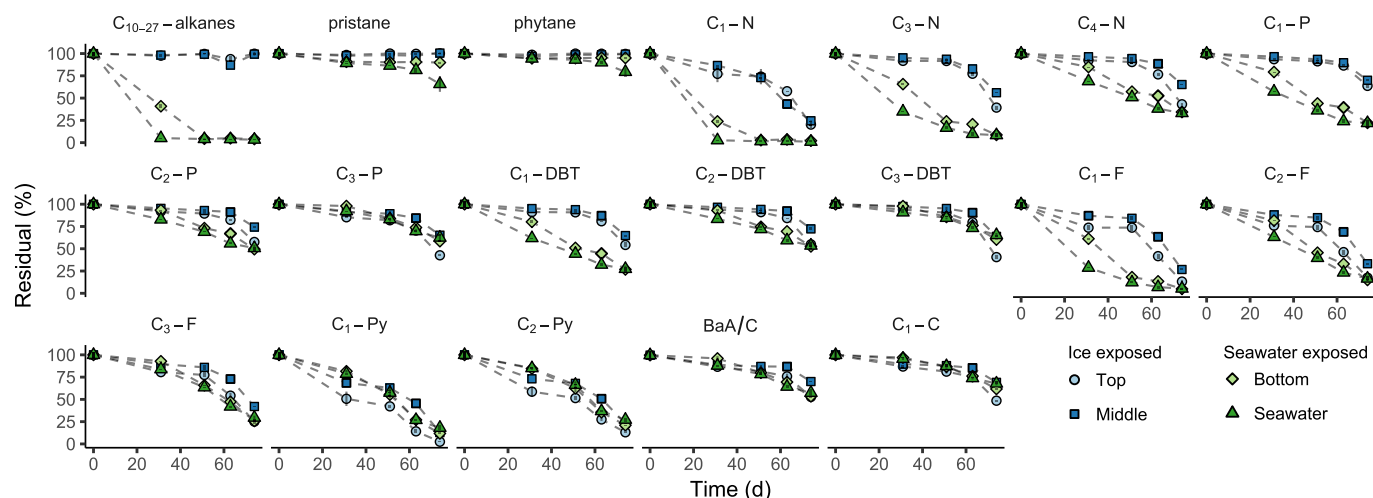 C10–27 – alkanes pristane phytane C1 – N C3 – N C4 – N C1 – P
100
75
50
25
0
C2 – P C3 – P C1 – DBT C2 – DBT C3 – DBT C1 – F C2 – F
100
75
50
25
0
0 20 40 60 0 20 40 60
Residual (%)
C3 – F C1 – Py C2 – Py BaA/C C1 – C
100
75
50
25
0
0 20 40 60 0 20 40 60 0 20 40 60 0 20 40 60 0 20 40 60
Time (d)
Ice exposed Seawater exposed
Top Bottom
Middle Seawater